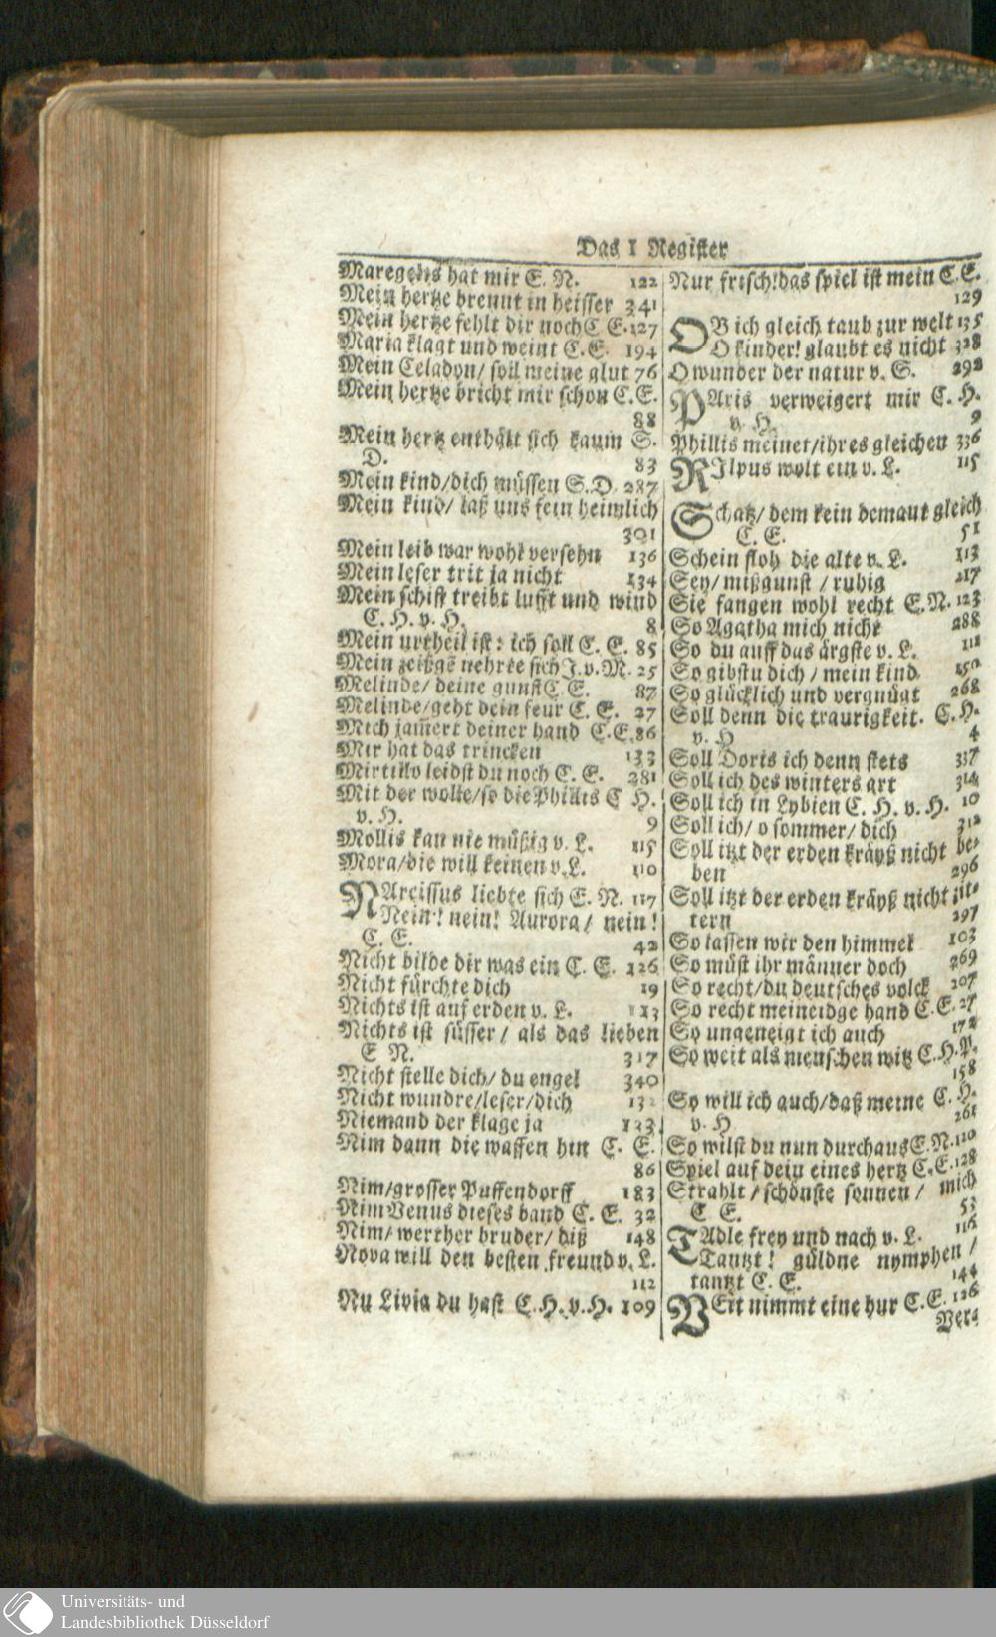 Das I Register
Maregehs hat mir E. N. 122
Mein hertze brennt in heisser 341
Mein hertze fehlt dir noch C E. 127
Maria klagt und weint C. E. 194
Mein Celadon/ soll meine glut 76
Mein hertze bricht mir schon C. E.
88
Mein hertz enthält sich kaum S.
D. 83
Mein kind/dich müssen S. D. 287
Mein kind/ laß uns fein heimlich
301
Mein leib war wohl versehn 136
Mein leser trit ja nicht 134
Mein schiff treibt lufft und wind
C. H. v. H. 8
Mein urtheil ist: ich soll C. E. 85
Mein zeißgē nehrte sich J. v. M. 25
Melinde/ deine gunst C. E. 87
Melinde/geht dein feur C. E. 27
Mich jam̄ert deiner hand C. E. 86
Mir hat das trincken 133
Mirtillo leidst du noch C. E. 281
Mit der wolle/so die Phillis C H.
v. H. 9
Mollis kan nie müßig v. L. 115
Mora/die will keinen v. L. 110
NArcissus liebte sich E. N. 117
Nein! nein! Aurora/ nein!
C. E. 42
Nicht bilde dir was ein C. E. 126
Nicht fürchte dich 19
Nichts ist auf erden v. L. 113
Nichts ist süsser/ als das lieben
E N. 317
Nicht stelle dich/ du engel 340
Nicht wundre/leser/dich 132
Niemand der klage ja 123
Nim dann die waffen hin C. E.
86
Nim/grosser Puffendorff 183
Nim Venus dieses band C. E. 32
Nim/ werther bruder/ diß 148
Nova will den besten freund v. L.
112
Nu Livia du hast C. H. v. H. 109
Nur frisch! das spiel ist mein C. E.
129
OB ich gleich taub zur welt 135
O kinder! glaubt es nicht 328
O wunder der natur v. S. 292
PAris verweigert mir C. H.
v. H. 9
Phillis meinet/ihres gleichen 336
RIlpus wolt ein v. L. 115
Schatz/ dem kein demant gleich
C. E. 51
Schein floh die alte v. L. 113
Sey/ mißgunst / ruhig 217
Sie fangen wohl recht E. N. 123
So Agatha mich nicht 288
So du auff das ärgste v. L. 111
So gibstu dich / mein kind 150
So glücklich und vergnügt 268
Soll denn die traurigkeit. C. H.
v. H 4
Soll Doris ich denn stets 337
Soll ich des winters art 314
Soll ich in Lybien C. H. v. H. 10
Soll ich/ o sommer/ dich 312
Soll itzt der erden kräyß nicht be-
ben 296
Soll itzt der erden kräyß nicht zit-
tern 297
So lassen wir den himmel 103
So müst ihr männer doch 269
So recht/du deutsches volck 207
So recht meineidge hand C. E. 27
So ungeneigt ich auch 172
So weit als menschen witz C. H. v.
158
So will ich auch/daß meine C. H.
v. H 261
So wilst du nun durchaus E. N. 120
Spiel auf dein eines hertz C. E. 128
Strahlt / schönste sonnen / mich
C E. 53
TAdle frey und nach v. L. 116
Tantzt! güldne nymphen /
tantzt C. E. 144
VEit nimmt eine hur C. E. 126
Ver-
Universitäts- und
Landesbibliothek Düsseldorf